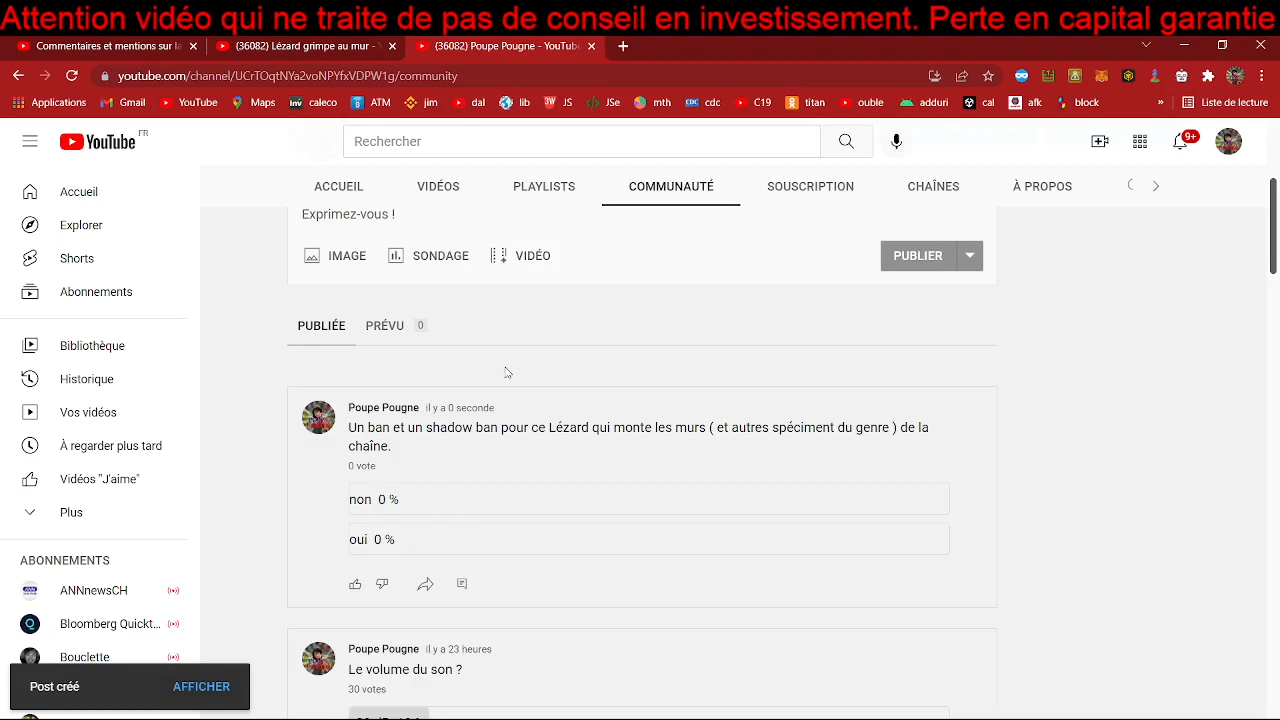 Attention vidéo qui ne traite de pas de conseil en investissement. Perte en capital garantie
Commentaires et mentions sur la
(36082) Lézard grimpe au mur -
(36082) Poupe Pougne - YouTube
youtube.com/channel/UCrTOqtNYa2voNPYfxVDPW1g/community
Applications Gmail YouTube Maps caleco ATM jim dal lib JS JSe mth cdc C19 titan ouble adduri cal afk block » Liste de lecture
YouTube FR
Rechercher
9+
ACCUEIL VIDÉOS PLAYLISTS COMMUNAUTÉ SOUSCRIPTION CHAÎNES À PROPOS
Accueil
Explorer
Shorts
Abonnements
Bibliothèque
Historique
Vos vidéos
À regarder plus tard
Vidéos "J'aime"
Plus
ABONNEMENTS
ANNnewsCH
Bloomberg Quickt...
Bouclette
Exprimez-vous !
IMAGE SONDAGE VIDÉO PUBLIER
PUBLIÉE PRÉVU 0
Poupe Pougne il y a 0 seconde
Un ban et un shadow ban pour ce Lézard qui monte les murs ( et autres spéciment du genre ) de la
chaîne.
0 vote
non 0 %
oui 0 %
Poupe Pougne il y a 23 heures
Le volume du son ?
30 votes
Post créé AFFICHER